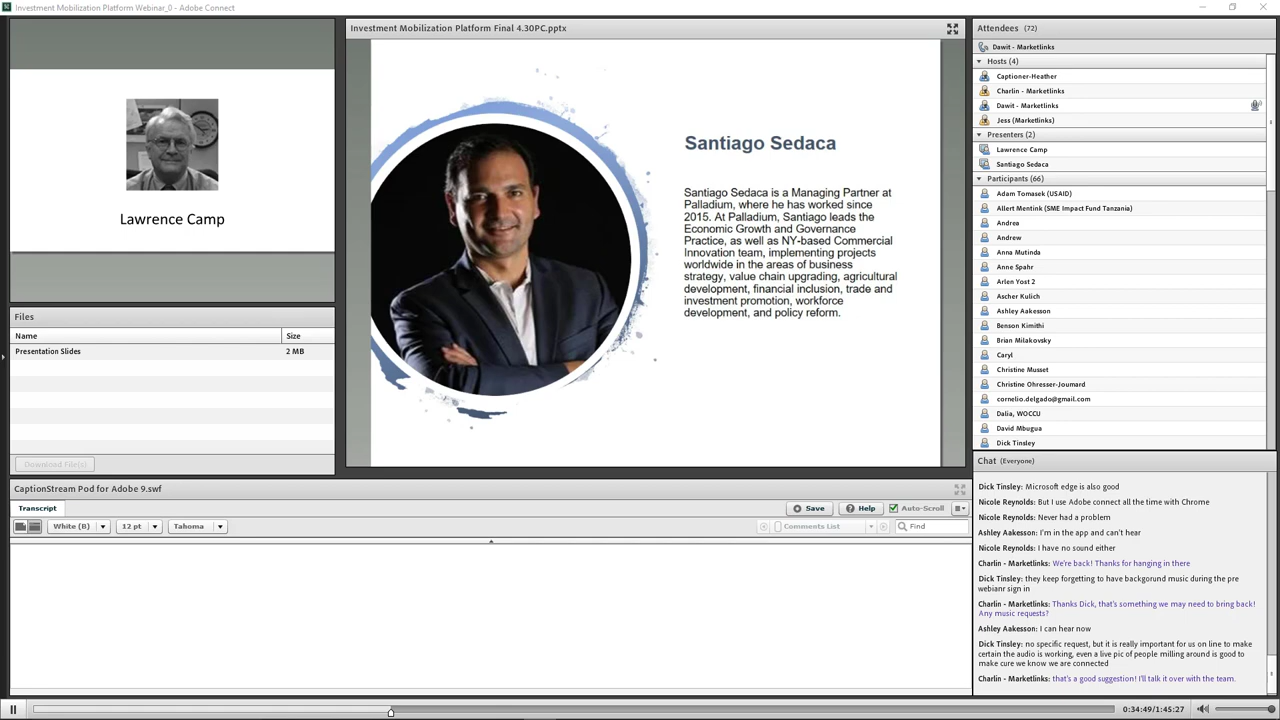 Investment Mobilization Platform Webinar_0 - Adobe Connect
Lawrence Camp
Files
Name
Size
Presentation Slides
2 MB
Download File(s)
Investment Mobilization Platform Final 4.30PC.pptx
Santiago Sedaca
Santiago Sedaca is a Managing Partner at
Palladium, where he has worked since
2015. At Palladium, Santiago leads the
Economic Growth and Governance
Practice, as well as NY-based Commercial
Innovation team, implementing projects
worldwide in the areas of business
strategy, value chain upgrading, agricultural
development, financial inclusion, trade and
investment promotion, workforce
development, and policy reform.
CaptionStream Pod for Adobe 9.swf
Transcript
Save
Help
Auto-Scroll
White (B)
12 pt
Tahoma
Comments List
Find
Attendees (72)
Dawit - Marketlinks
Hosts (4)
Captioner-Heather
Charlin - Marketlinks
Dawit - Marketlinks
Jess (Marketlinks)
Presenters (2)
Lawrence Camp
Santiago Sedaca
Participants (66)
Adam Tomasek (USAID)
Allert Mentink (SME Impact Fund Tanzania)
Andrea
Andrew
Anna Mutinda
Anne Spahr
Arlen Yost 2
Ascher Kulich
Ashley Aakesson
Benson Kimithi
Brian Milakovsky
Caryl
Christine Musset
Christine Ohresser-Joumard
cornelio.delgado@gmail.com
Dalia, WOCCU
David Mbugua
Dick Tinsley
Chat (Everyone)
Dick Tinsley: Microsoft edge is also good
Nicole Reynolds: But I use Adobe connect all the time with Chrome
Nicole Reynolds: Never had a problem
Ashley Aakesson: I'm in the app and can't hear
Nicole Reynolds: I have no sound either
Charlin - Marketlinks: We're back! Thanks for hanging in there
Dick Tinsley: they keep forgetting to have backgorund music during the pre
webianr sign in
Charlin - Marketlinks: Thanks Dick, that's something we may need to bring back!
Any music requests?
Ashley Aakesson: I can hear now
Dick Tinsley: no specific request, but it is really important for us on line to make
certain the audio is working, even a live pic of people milling around is good to
make cure we know we are connected
Charlin - Marketlinks: that's a good suggestion! I'll talk it over with the team.
0:34:49/1:45:27